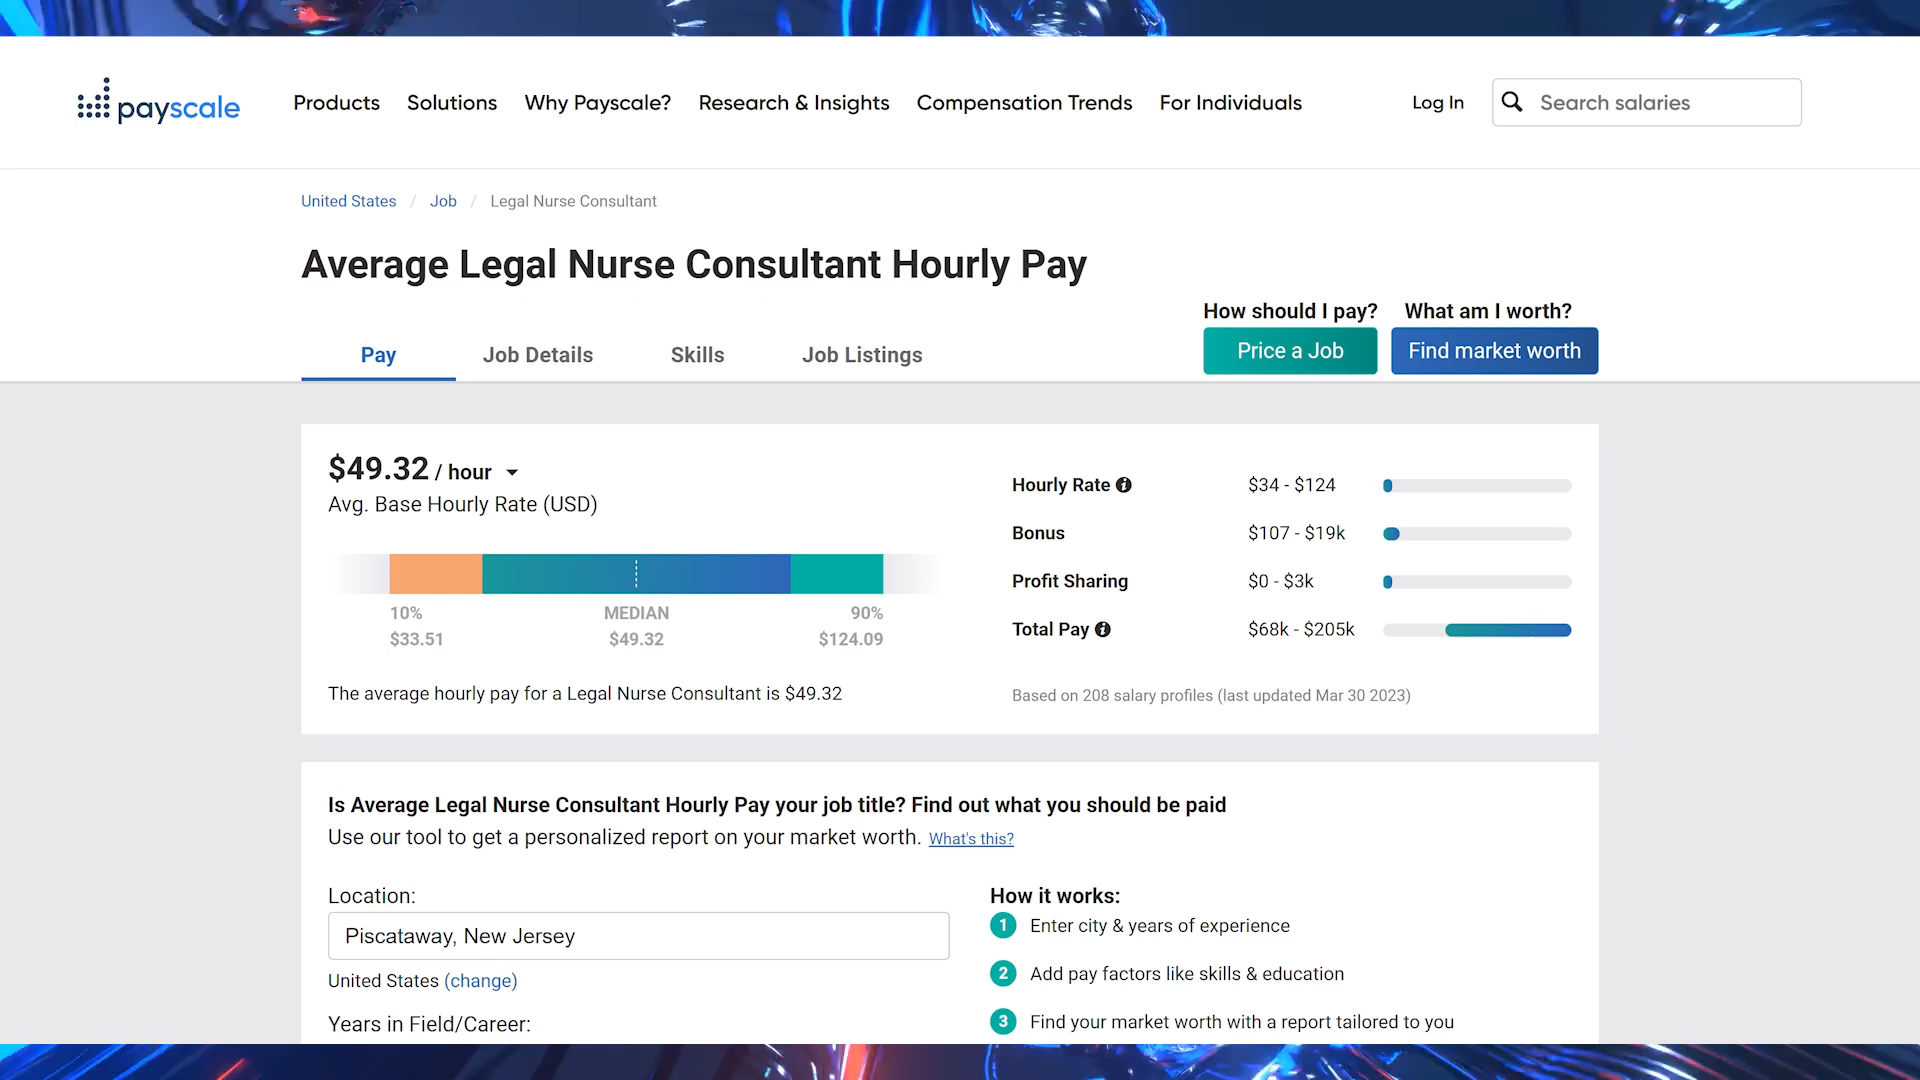 payscale
Products Solutions Why Payscale? Research & Insights Compensation Trends For Individuals Log In Search salaries
United States / Job / Legal Nurse Consultant
Average Legal Nurse Consultant Hourly Pay
How should I pay? What am I worth?
Pay Job Details Skills Job Listings Price a Job Find market worth
$49.32 / hour
Avg. Base Hourly Rate (USD)
10% MEDIAN 90%
$33.51 $49.32 $124.09
The average hourly pay for a Legal Nurse Consultant is $49.32
Hourly Rate $34 - $124
Bonus $107 - $19k
Profit Sharing $0 - $3k
Total Pay $68k - $205k
Based on 208 salary profiles (last updated Mar 30 2023)
Is Average Legal Nurse Consultant Hourly Pay your job title? Find out what you should be paid
Use our tool to get a personalized report on your market worth. What's this?
Location:
Piscataway, New Jersey
United States (change)
Years in Field/Career:
How it works:
1 Enter city & years of experience
2 Add pay factors like skills & education
3 Find your market worth with a report tailored to you